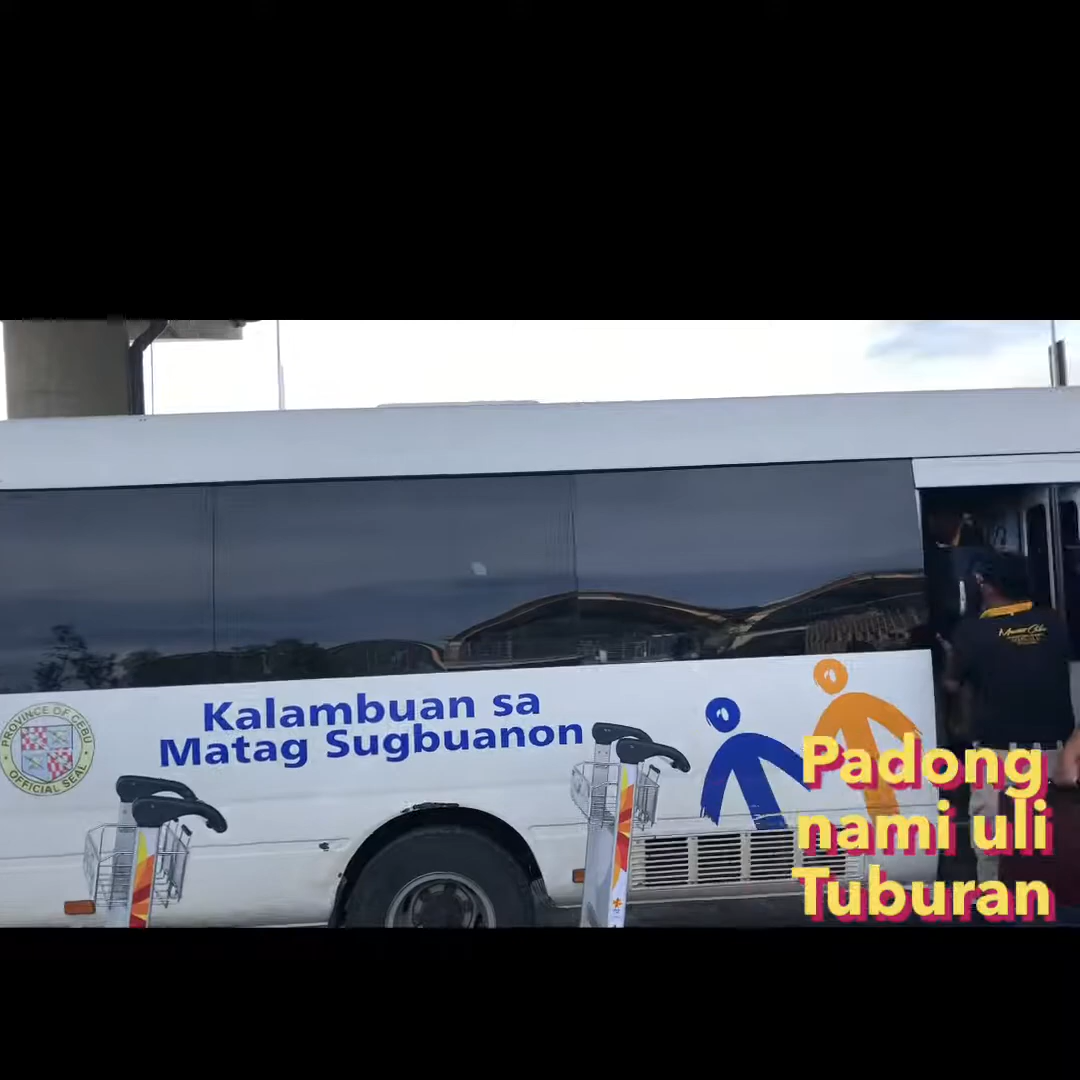 Kalambuan sa
Matag Sugbuanon
PROVINCE OF CEBU
OFFICIAL SEAL
Padong
nami uli
Tuburan